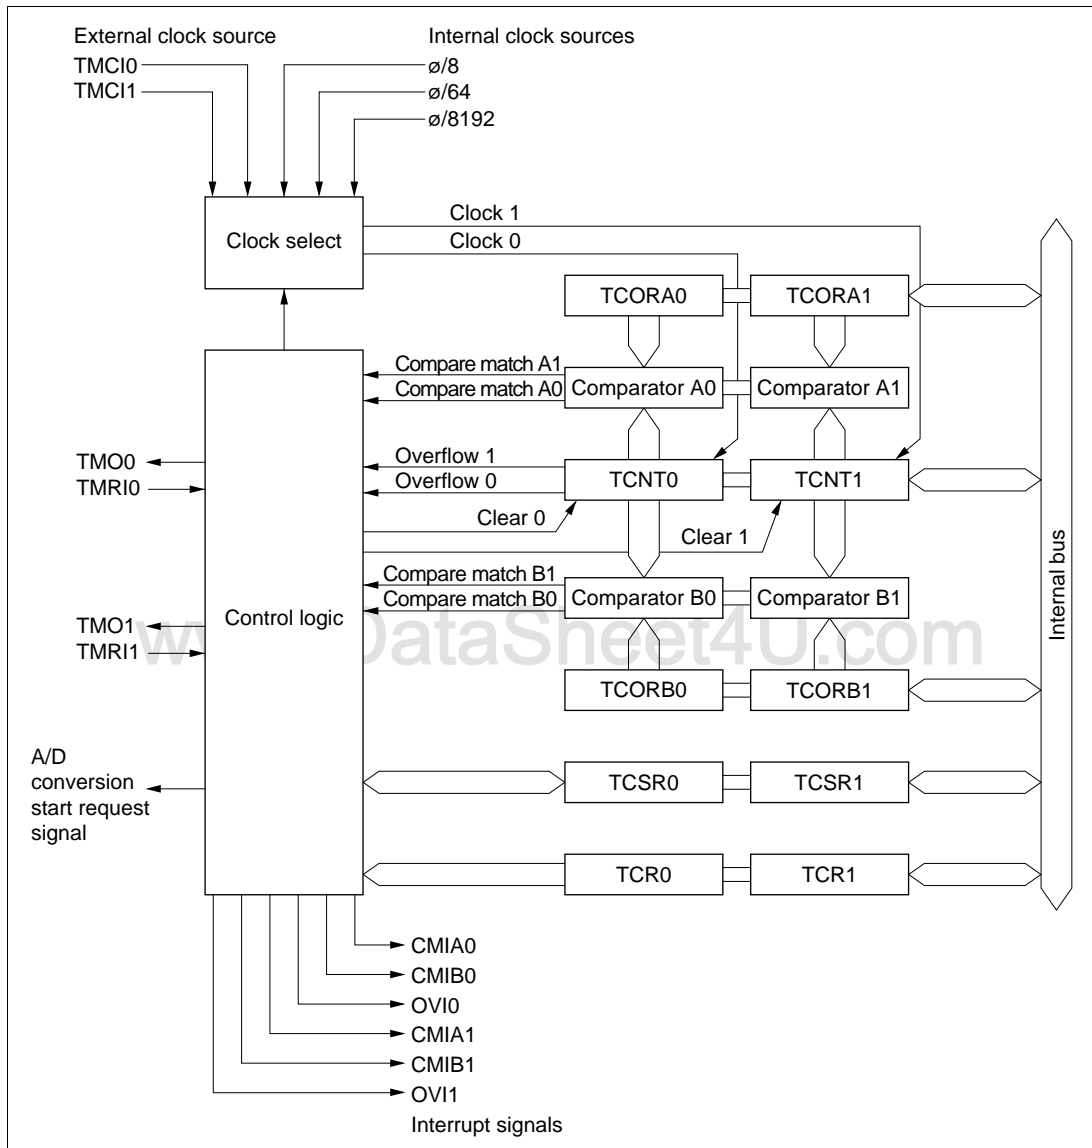 External clock source
Internal clock sources
TMCI0
TMCI1
ø/8
ø/64
ø/8192
Clock select
Clock 1
Clock 0
TCORA0
TCORA1
Compare match A1
Compare match A0
Comparator A0
Comparator A1
TMO0
TMRI0
Overflow 1
Overflow 0
TCNT0
TCNT1
Clear 0
Clear 1
Internal bus
Compare match B1
Compare match B0
Comparator B0
Comparator B1
Control logic
TMO1
TMRI1
www.DataSheet4U.com
TCORB0
TCORB1
A/D
conversion
start request
signal
TCSR0
TCSR1
TCR0
TCR1
CMIA0
CMIB0
OVI0
CMIA1
CMIB1
OVI1
Interrupt signals